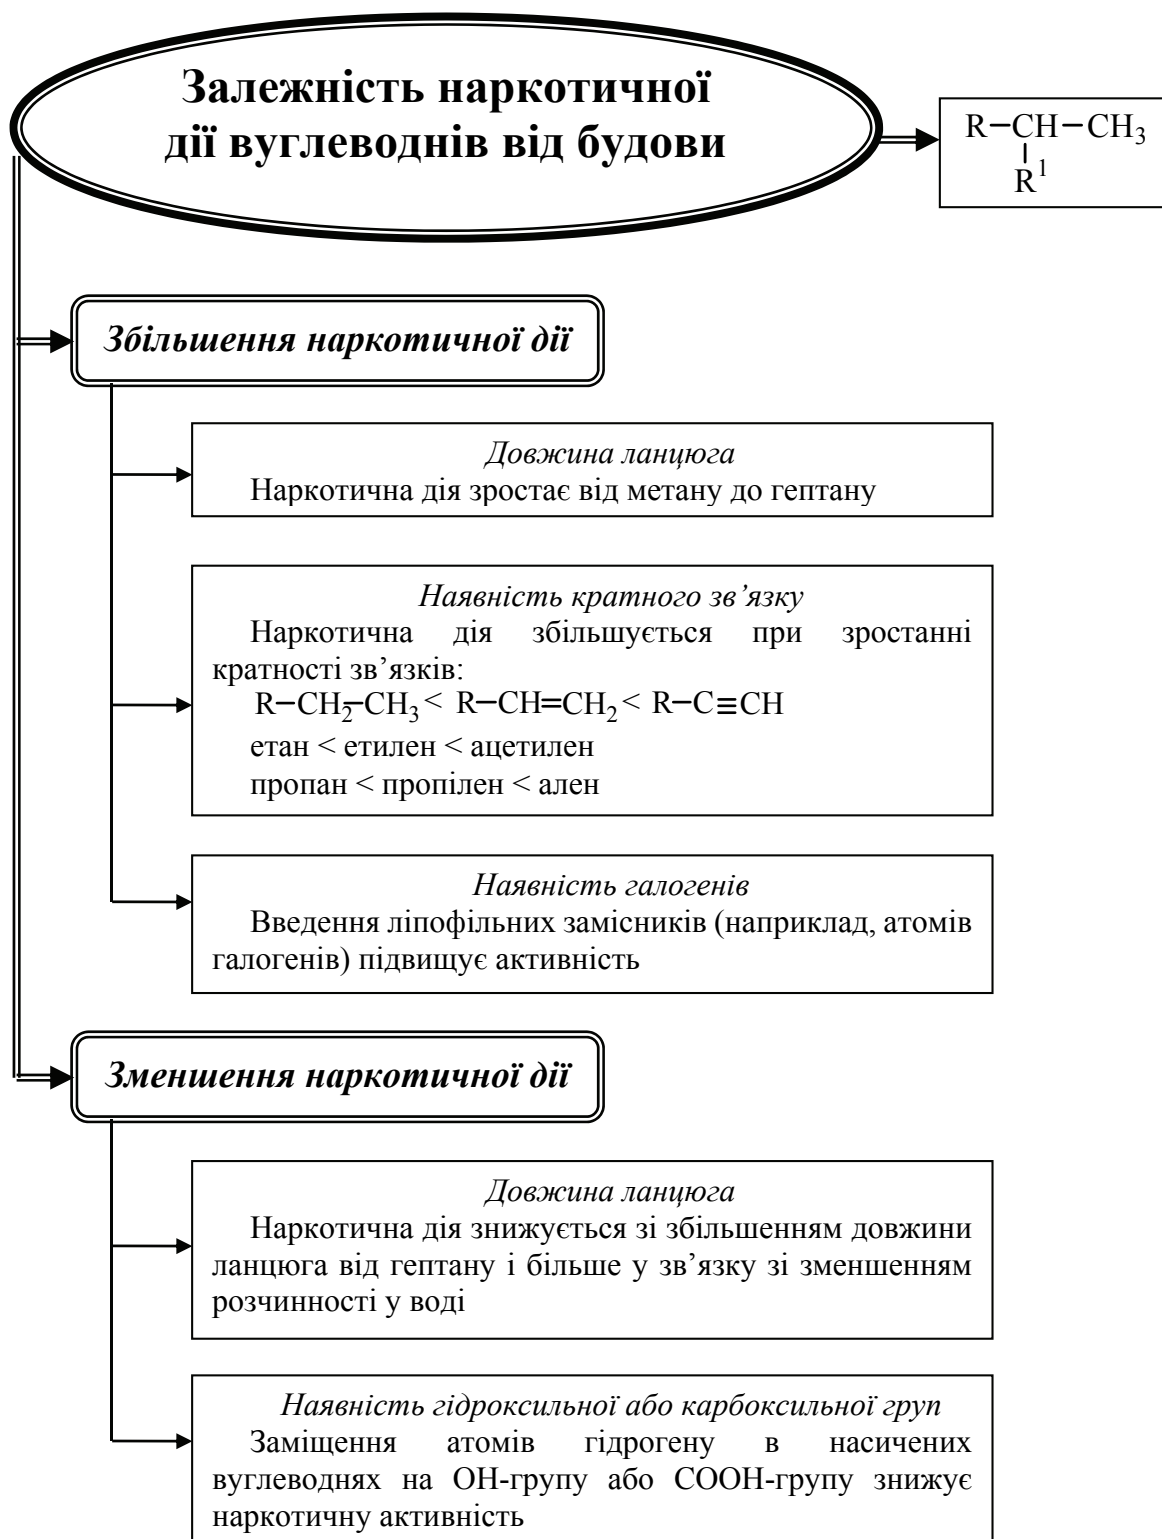 Залежність наркотичної
дії вуглеводнів від будови
R–CH–CH₃
R¹
Збільшення наркотичної дії
Довжина ланцюга
Наркотична дія зростає від метану до гептану
Наявність кратного зв’язку
Наркотична дія збільшується при зростанні
кратності зв’язків:
R–CH₂–CH₃ < R–CH=CH₂ < R–C≡CH
етан < етилен < ацетилен
пропан < пропілен < ален
Наявність галогенів
Введення ліпофільних замісників (наприклад, атомів
галогенів) підвищує активність
Зменшення наркотичної дії
Довжина ланцюга
Наркотична дія знижується зі збільшенням довжини
ланцюга від гептану і більше у зв’язку зі зменшенням
розчинності у воді
Наявність гідроксильної або карбоксильної груп
Заміщення атомів гідрогену в насичених
вуглеводнях на ОН-групу або СООН-групу знижує
наркотичну активність